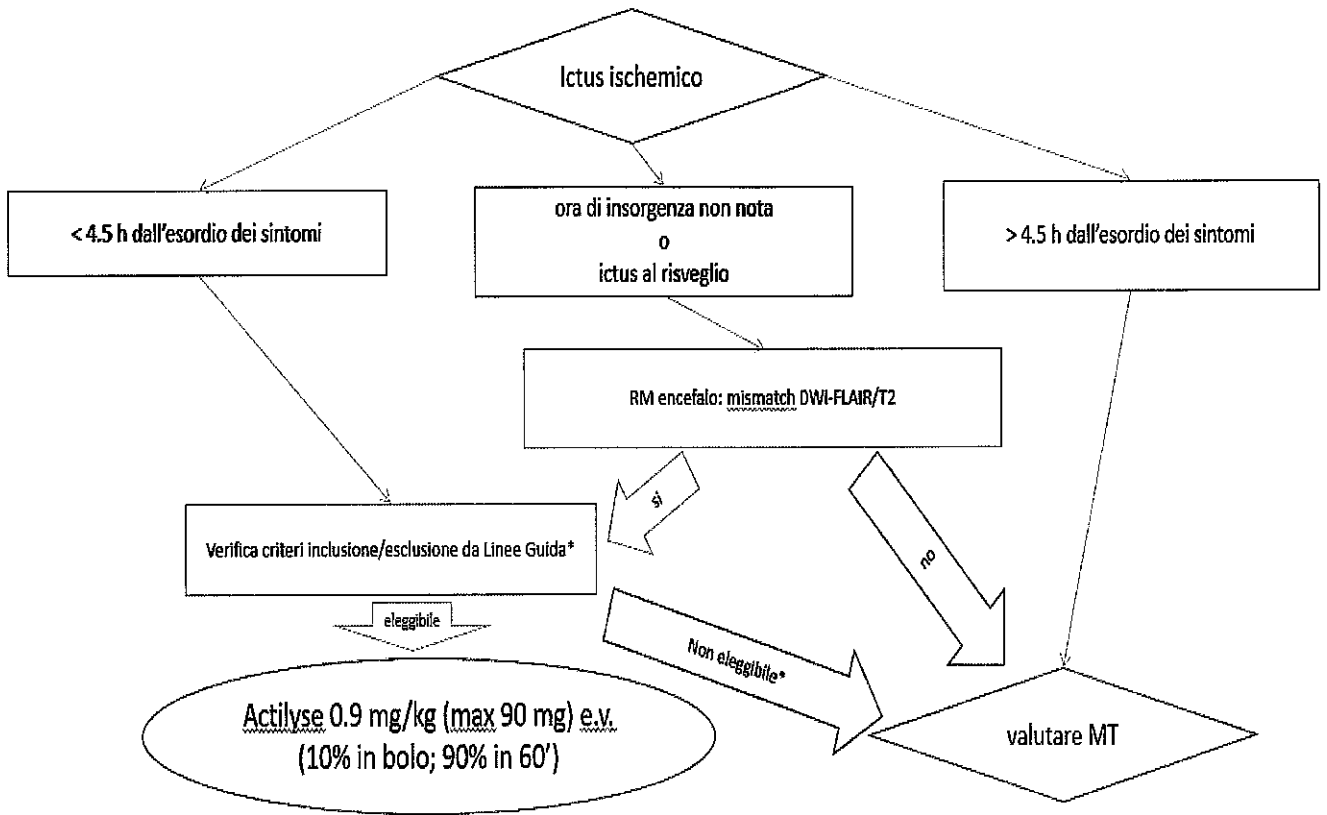 Ictus ischemico
< 4.5 h dall'esordio dei sintomi
ora di insorgenza non nota
o
ictus al risveglio
> 4.5 h dall'esordio dei sintomi
RM encefalo: mismatch DWI-FLAIR/T2
si
no
Verifica criteri inclusione/esclusione da Linee Guida*
eleggibile
Non eleggibile*
Actilyse 0.9 mg/kg (max 90 mg) e.v.
(10% in bolo; 90% in 60')
valutare MT